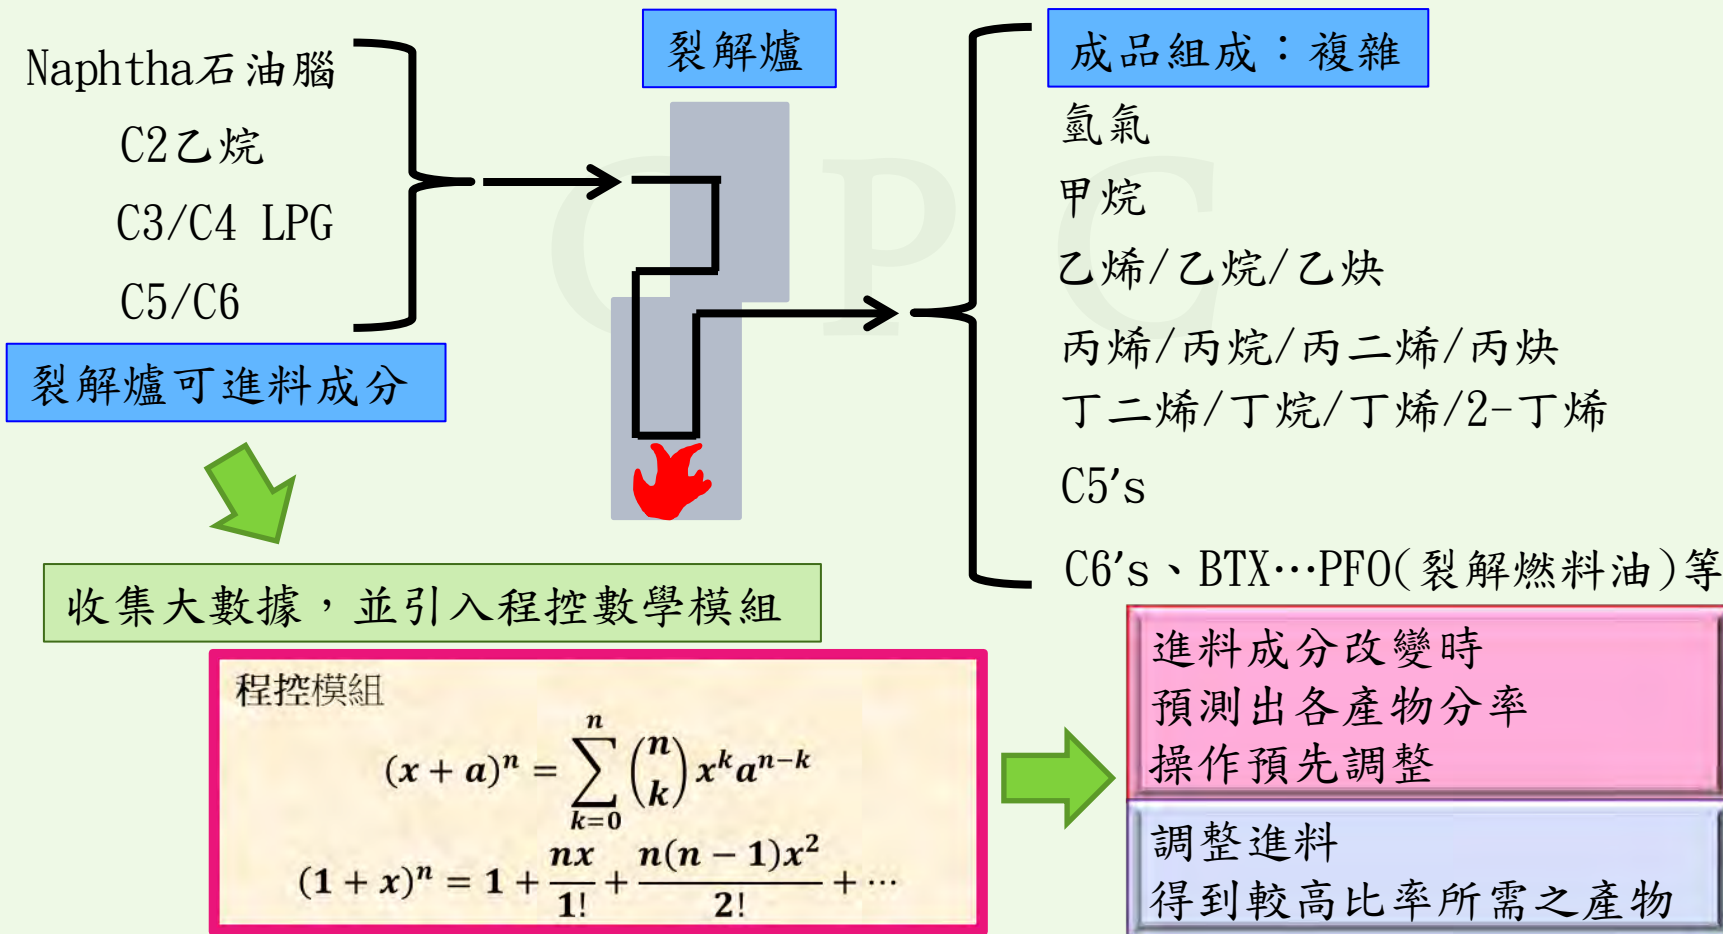 Naphtha石油腦
C2乙烷
C3/C4 LPG
C5/C6
裂解爐可進料成分
裂解爐
成品組成：複雜
氫氣
甲烷
乙烯/乙烷/乙炔
丙烯/丙烷/丙二烯/丙炔
丁二烯/丁烷/丁烯/2-丁烯
C5's
C6's、BTX…PFO(裂解燃料油)等
CPC
收集大數據，並引入程控數學模組
程控模組
(x + a)^n = ∑_{k=0}^{n} (n k) x^k a^{n−k}
(1 + x)^n = 1 + nx/1! + n(n − 1)x^2/2! + ⋯
進料成分改變時
預測出各產物分率
操作預先調整
調整進料
得到較高比率所需之產物